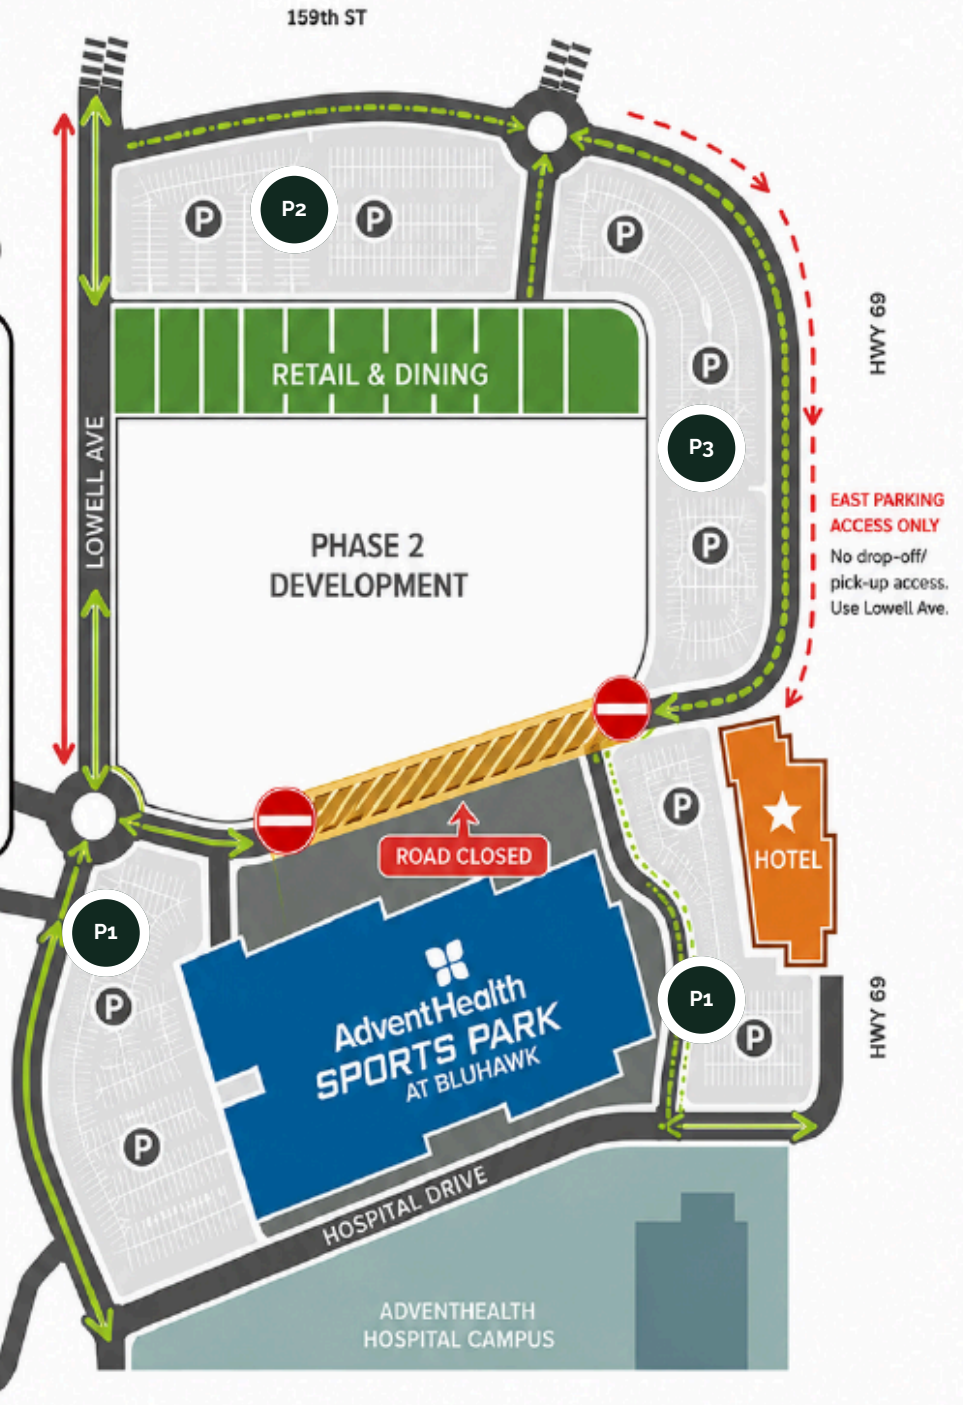 159th ST
P
P2
P
P
HWY 69
RETAIL & DINING
P
LOWELL AVE
P3
EAST PARKING
ACCESS ONLY
No drop-off/
pick-up access.
Use Lowell Ave.
PHASE 2
DEVELOPMENT
P
P
HOTEL
ROAD CLOSED
P1
AdventHealth
SPORTS PARK
AT BLUHAWK
P
P1
P
HWY 69
P
HOSPITAL DRIVE
ADVENTHEALTH
HOSPITAL CAMPUS